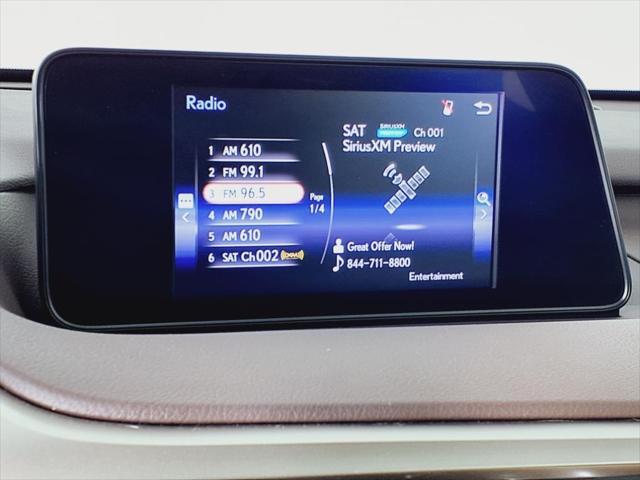 Radio
SAT SIRIUSXM Ch 001
SiriusXM Preview
1 AM 610
2 FM 99.1
3 FM 96.5
4 AM 790
5 AM 610
6 SAT Ch 002
Page
1/4
Great Offer Now!
844-711-8800
Entertainment